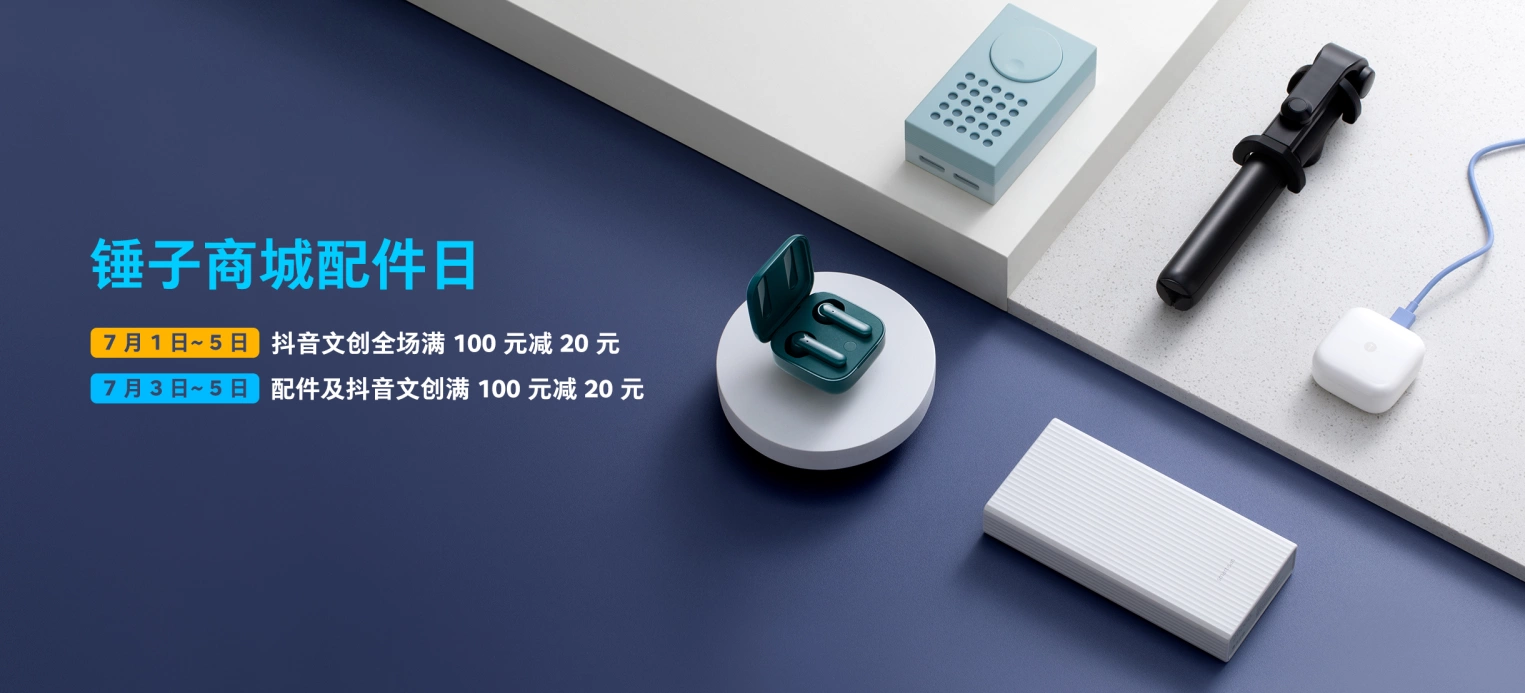 锤子商城配件日
7 月 1 日~ 5 日 抖音文创全场满 100 元减 20 元
7 月 3 日~ 5 日 配件及抖音文创满 100 元减 20 元